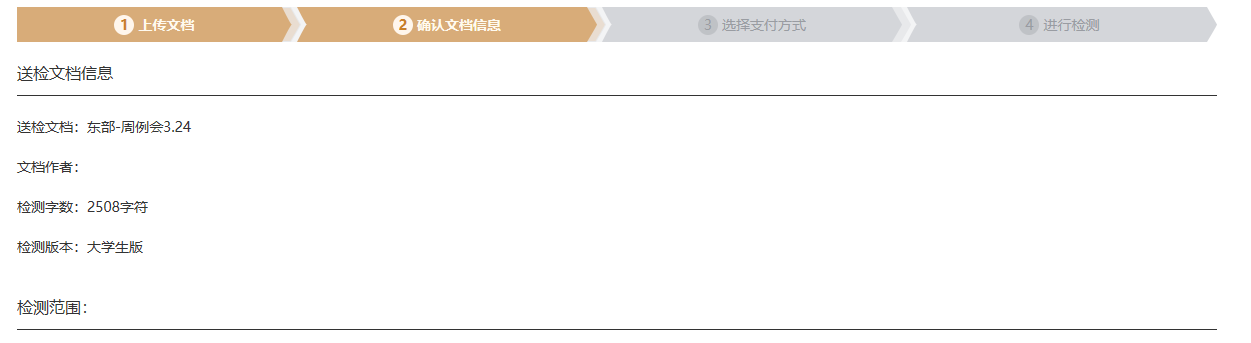 1 上传文档 2 确认文档信息 3 选择支付方式 4 进行检测
送检文档信息
送检文档：东部-周例会3.24
文档作者：
检测字数：2508字符
检测版本：大学生版
检测范围：